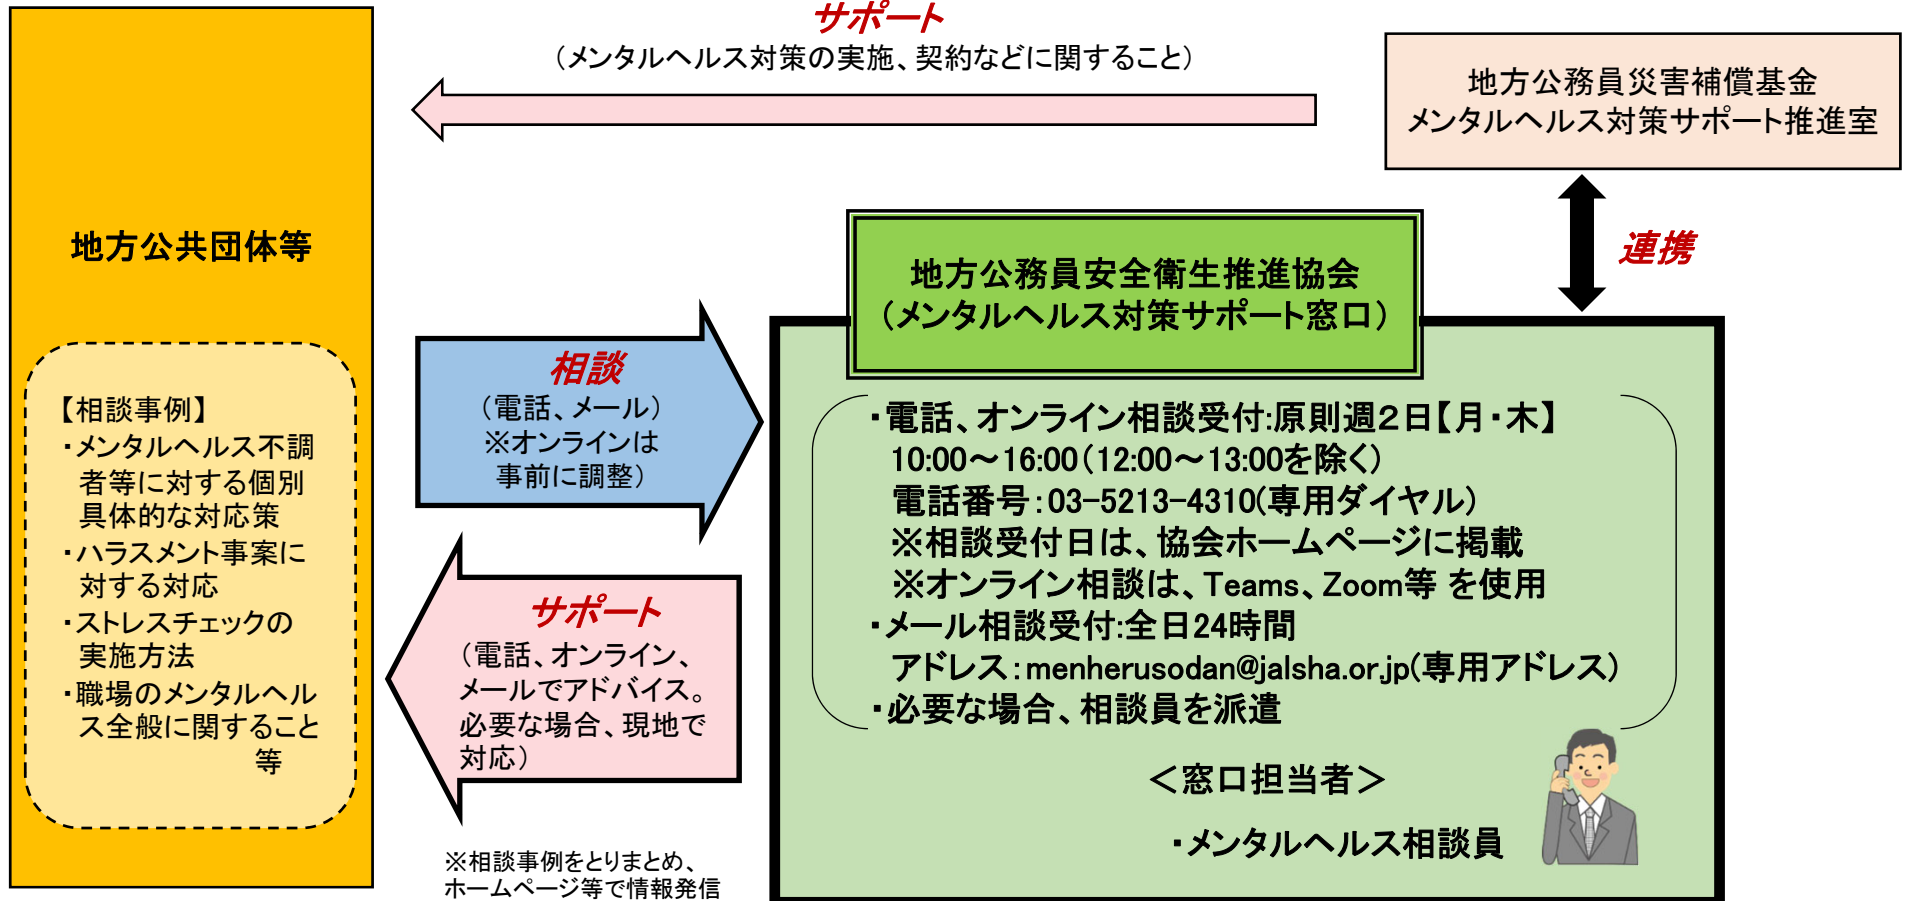 サポート
（メンタルヘルス対策の実施、契約などに関すること）
地方公務員災害補償基金
メンタルヘルス対策サポート推進室
連携
地方公共団体等
【相談事例】
・メンタルヘルス不調
者等に対する個別
具体的な対応策
・ハラスメント事案に
対する対応
・ストレスチェックの
実施方法
・職場のメンタルヘル
ス全般に関すること
等
相談
（電話、メール）
※オンラインは
事前に調整）
サポート
（電話、オンライン、
メールでアドバイス。
必要な場合、現地で
対応）
※相談事例をとりまとめ、
ホームページ等で情報発信
地方公務員安全衛生推進協会
（メンタルヘルス対策サポート窓口）
・電話、オンライン相談受付:原則週２日【月・木】
10:00～16:00（12:00～13:00を除く）
電話番号：03-5213-4310(専用ダイヤル）
※相談受付日は、協会ホームページに掲載
※オンライン相談は、Teams、Zoom等 を使用
・メール相談受付:全日24時間
アドレス：menherusodan@jalsha.or.jp(専用アドレス）
・必要な場合、相談員を派遣
＜窓口担当者＞
・メンタルヘルス相談員